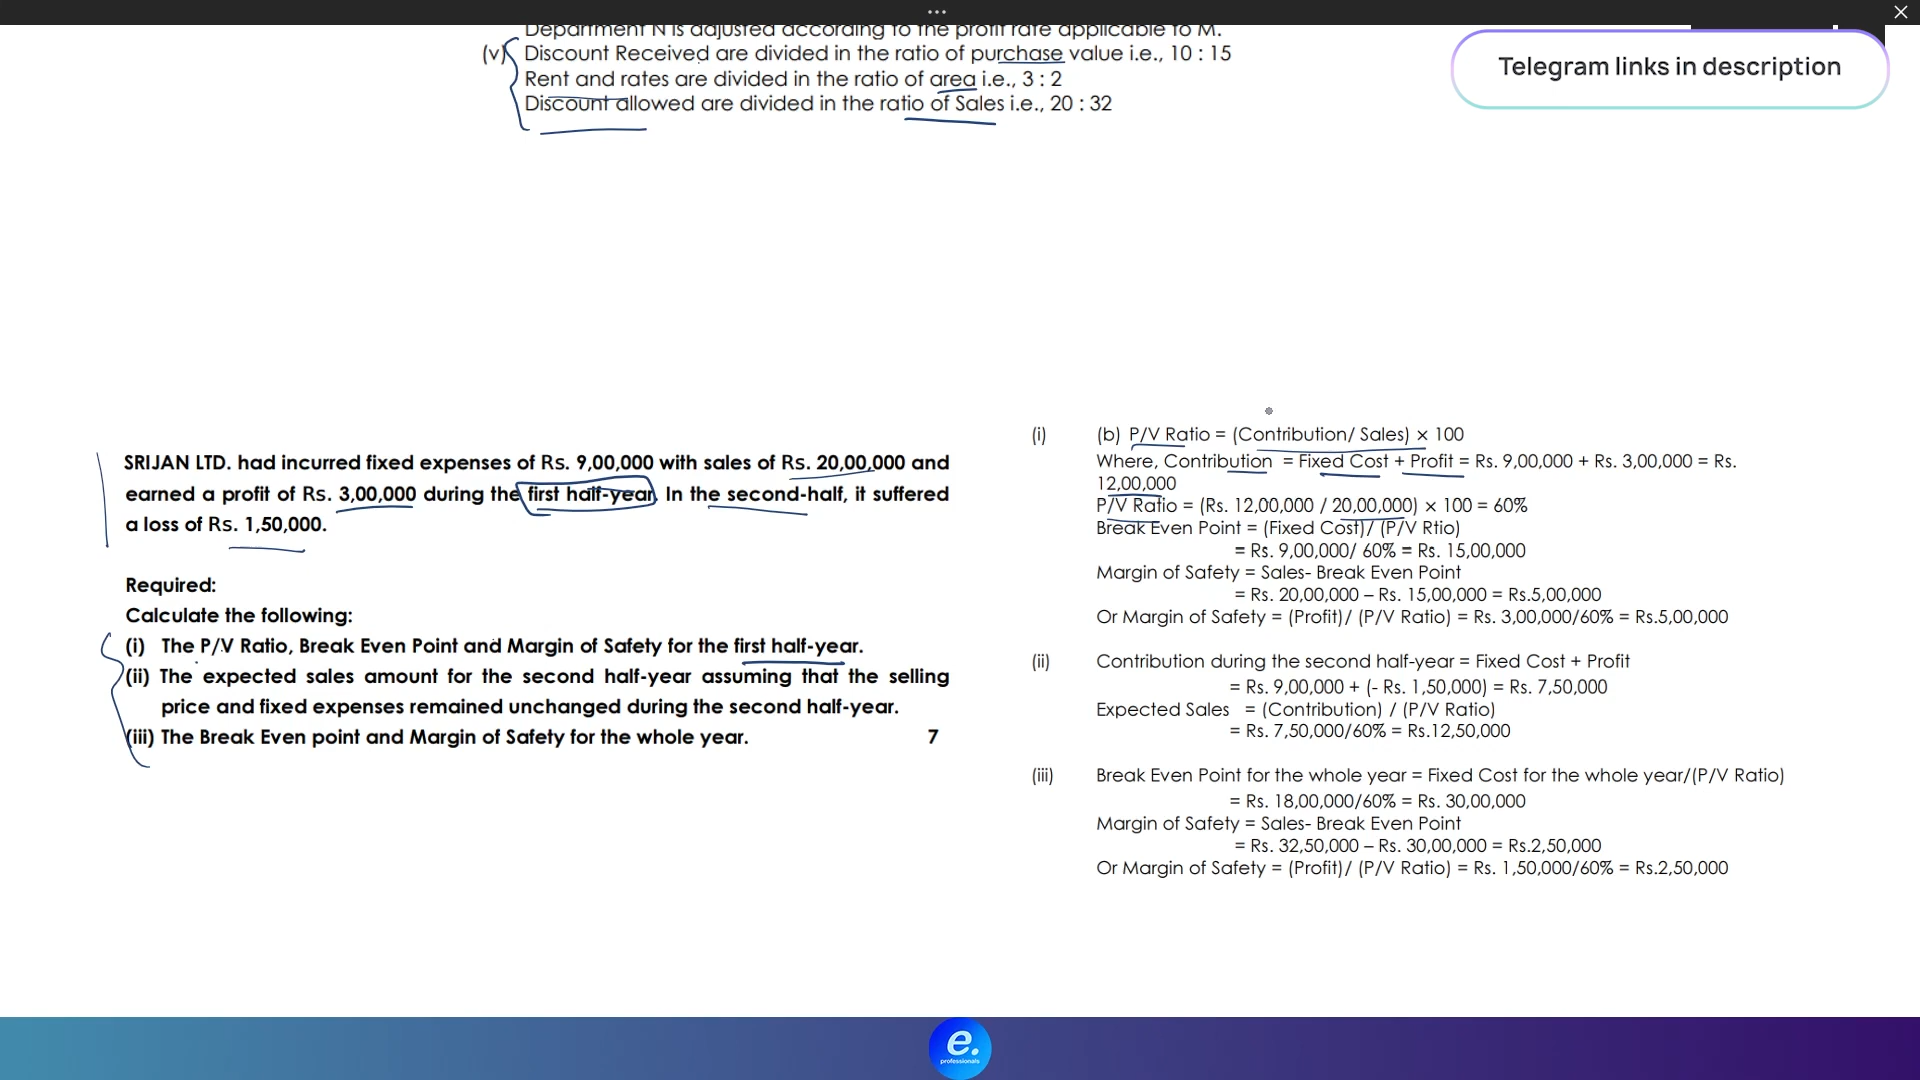 Department N is adjusted according to the profit rate applicable to M.
(v) Discount Received are divided in the ratio of purchase value i.e., 10 : 15
Rent and rates are divided in the ratio of area i.e., 3 : 2
Discount allowed are divided in the ratio of Sales i.e., 20 : 32
Telegram links in description
SRIJAN LTD. had incurred fixed expenses of Rs. 9,00,000 with sales of Rs. 20,00,000 and
earned a profit of Rs. 3,00,000 during the first half-year. In the second-half, it suffered
a loss of Rs. 1,50,000.
Required:
Calculate the following:
(i) The P/V Ratio, Break Even Point and Margin of Safety for the first half-year.
(ii) The expected sales amount for the second half-year assuming that the selling
price and fixed expenses remained unchanged during the second half-year.
(iii) The Break Even point and Margin of Safety for the whole year. 7
(i) (b) P/V Ratio = (Contribution/ Sales) × 100
Where, Contribution = Fixed Cost + Profit = Rs. 9,00,000 + Rs. 3,00,000 = Rs.
12,00,000
P/V Ratio = (Rs. 12,00,000 / 20,00,000) × 100 = 60%
Break Even Point = (Fixed Cost)/ (P/V Rtio)
= Rs. 9,00,000/ 60% = Rs. 15,00,000
Margin of Safety = Sales- Break Even Point
= Rs. 20,00,000 – Rs. 15,00,000 = Rs.5,00,000
Or Margin of Safety = (Profit)/ (P/V Ratio) = Rs. 3,00,000/60% = Rs.5,00,000
(ii) Contribution during the second half-year = Fixed Cost + Profit
= Rs. 9,00,000 + (- Rs. 1,50,000) = Rs. 7,50,000
Expected Sales = (Contribution) / (P/V Ratio)
= Rs. 7,50,000/60% = Rs.12,50,000
(iii) Break Even Point for the whole year = Fixed Cost for the whole year/(P/V Ratio)
= Rs. 18,00,000/60% = Rs. 30,00,000
Margin of Safety = Sales- Break Even Point
= Rs. 32,50,000 – Rs. 30,00,000 = Rs.2,50,000
Or Margin of Safety = (Profit)/ (P/V Ratio) = Rs. 1,50,000/60% = Rs.2,50,000
e.
professionals